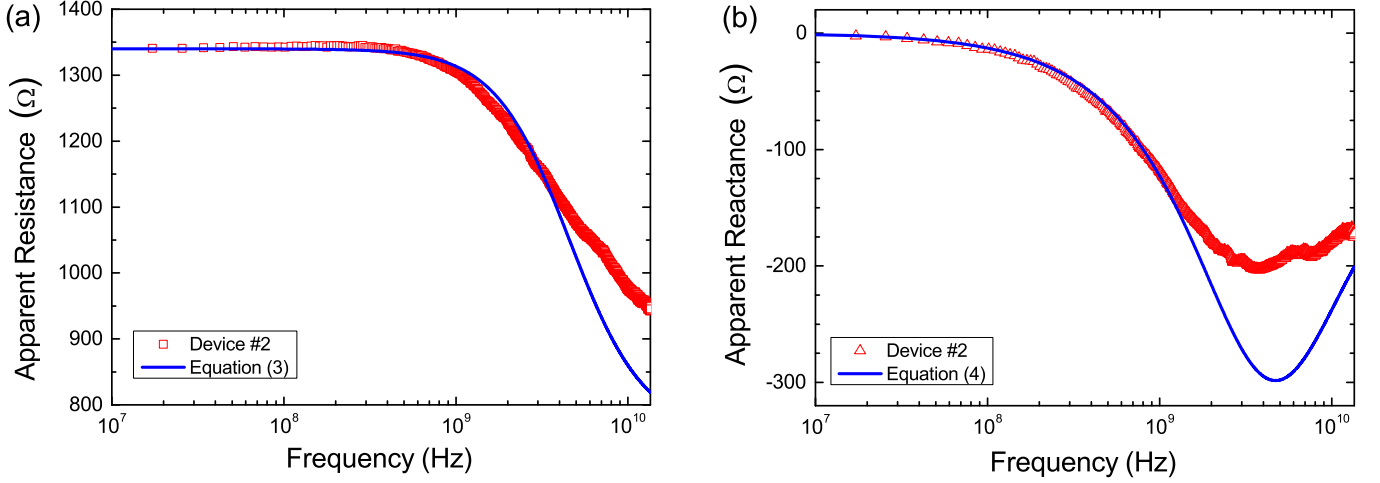 (a)
1400
1300
1200
1100
1000
900
800
Apparent Resistance (Ω)
Device #2
Equation (3)
10^7
10^8
10^9
10^10
Frequency (Hz)
(b)
0
-100
-200
-300
Apparent Reactance (Ω)
Device #2
Equation (4)
10^7
10^8
10^9
10^10
Frequency (Hz)